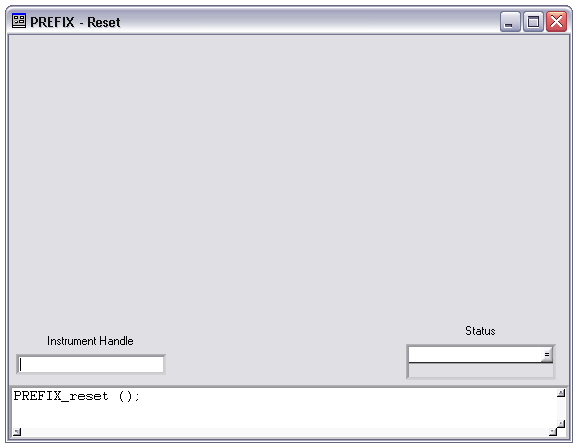 PREFIX - Reset
Instrument Handle
Status
=
PREFIX_reset ();